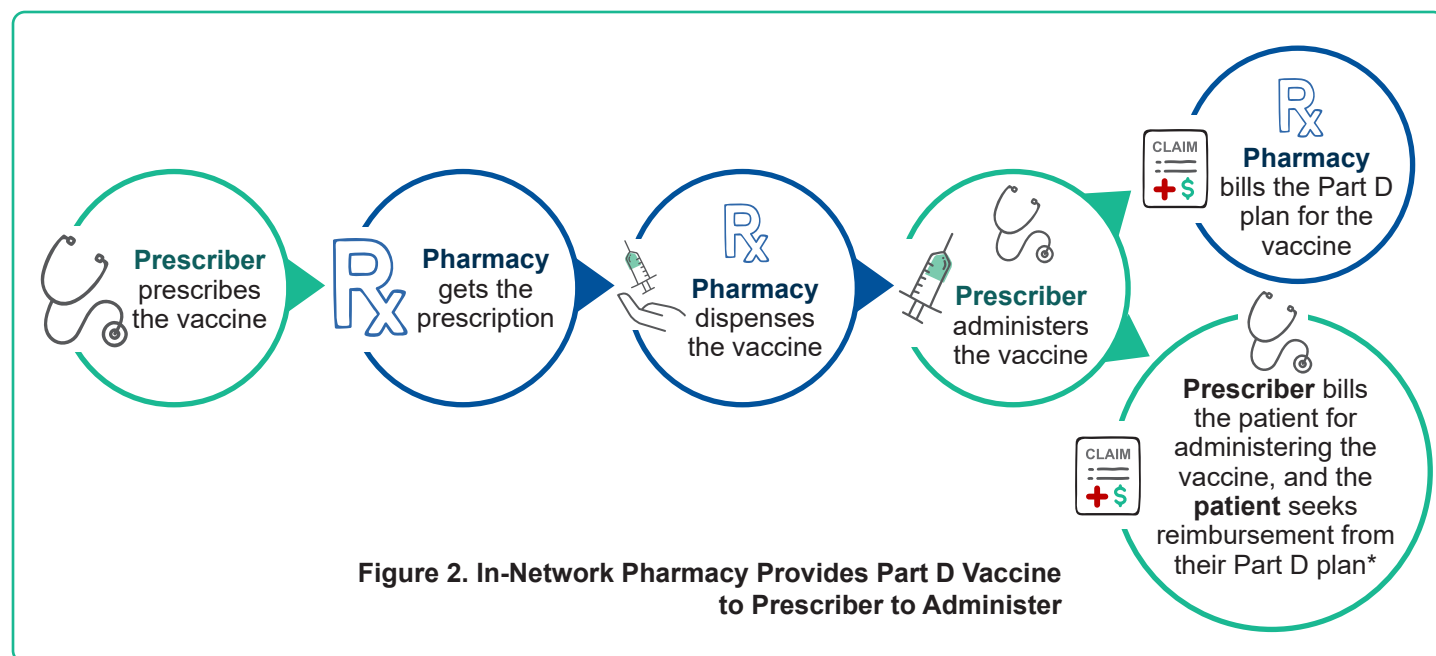 Prescriber
prescribes
the vaccine
Rx
Pharmacy
gets the
prescription
Rx
Pharmacy
dispenses
the vaccine
Prescriber
administers
the vaccine
CLAIM
$
Rx
Pharmacy
bills the Part D
plan for the
vaccine
CLAIM
$
Prescriber bills
the patient for
administering the
vaccine, and the
patient seeks
reimbursement from
their Part D plan*
Figure 2. In-Network Pharmacy Provides Part D Vaccine
to Prescriber to Administer